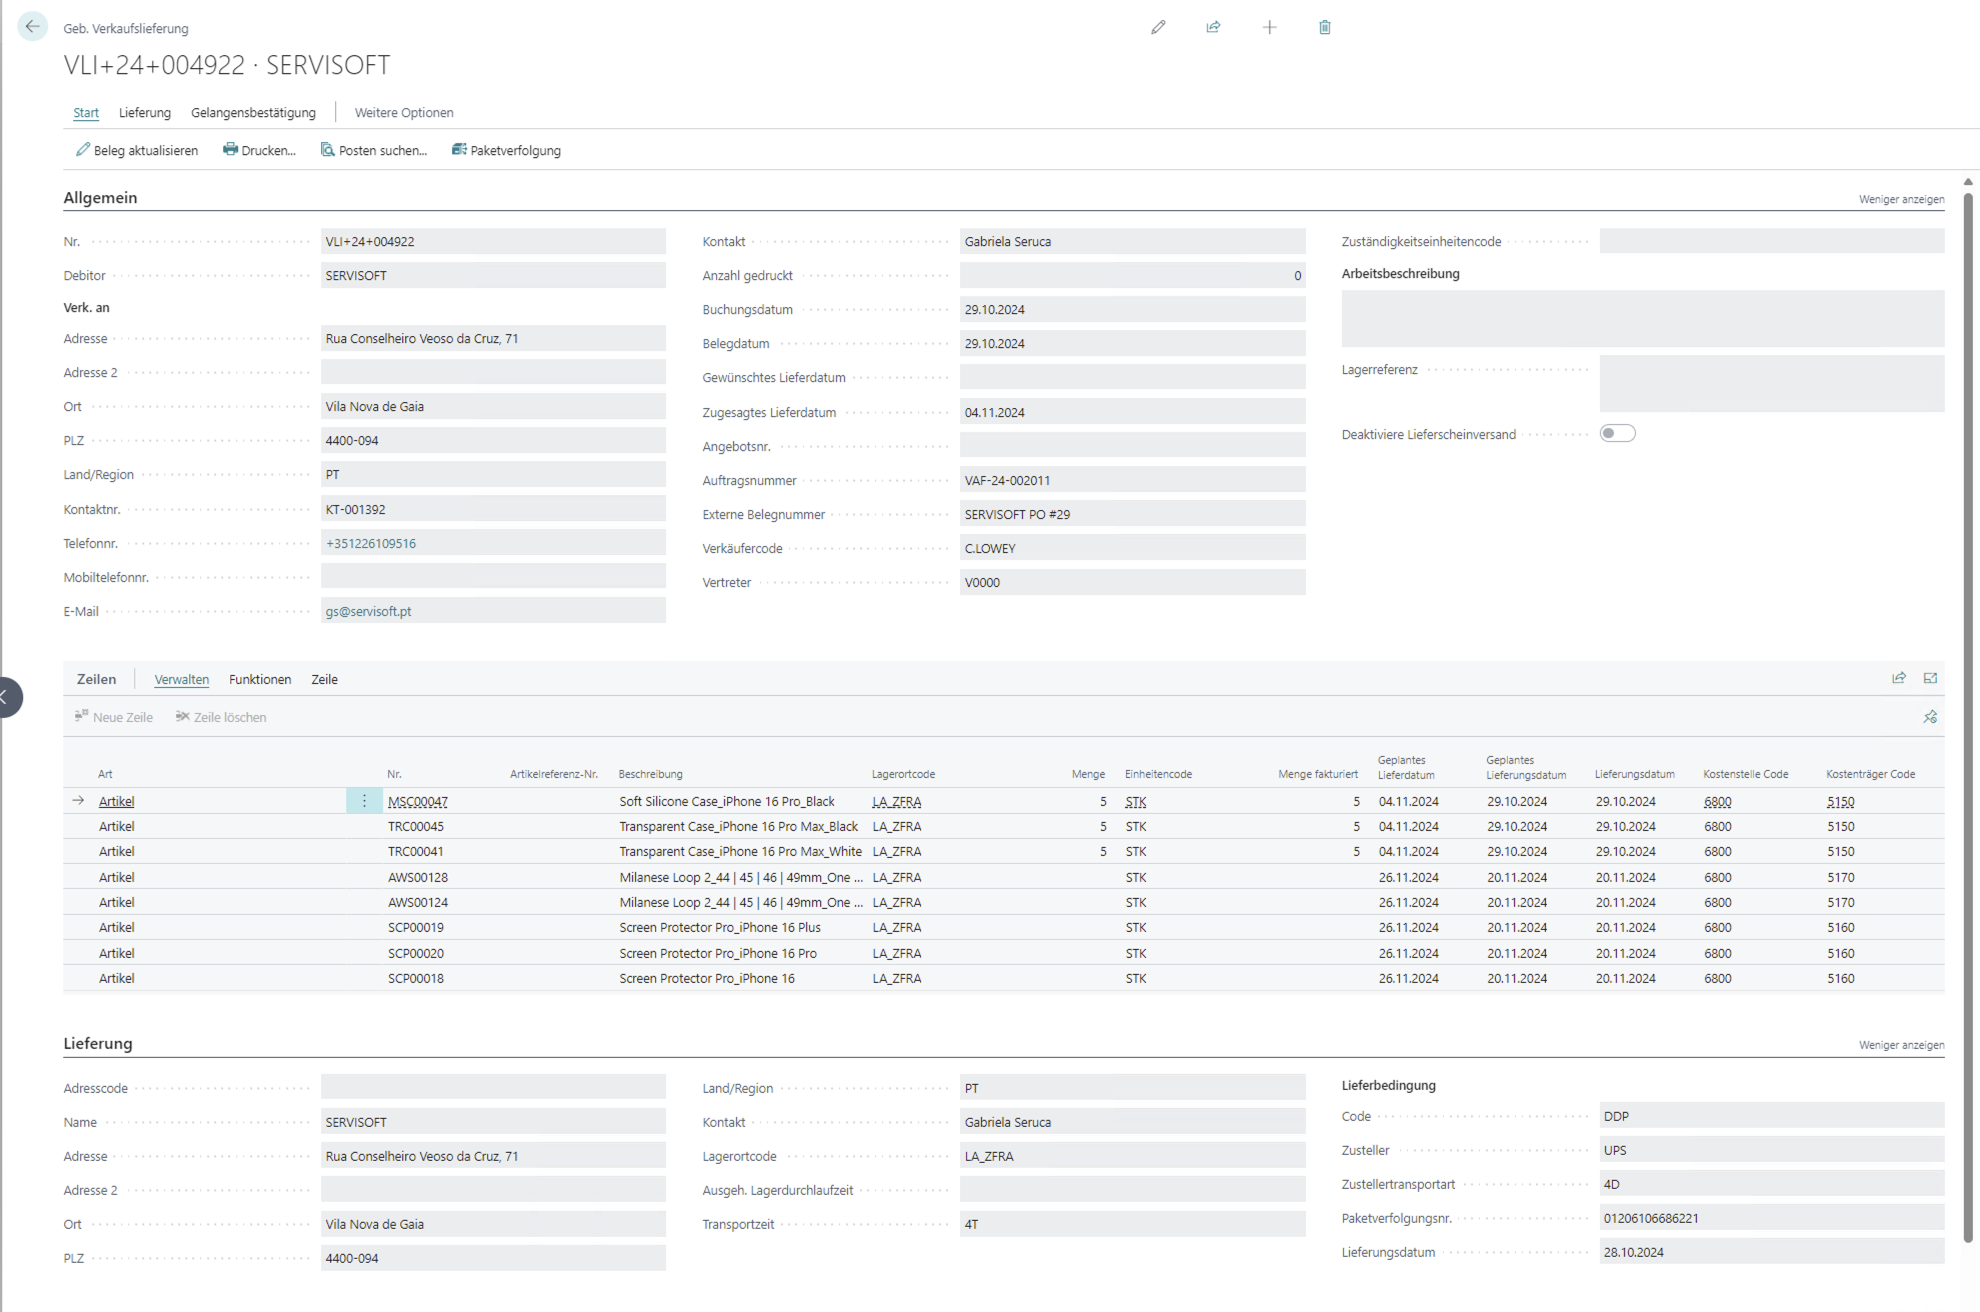 Geb. Verkaufslieferung
VLI+24+004922 · SERVISOFT
Start Lieferung Gelangensbestätigung Weitere Optionen
Beleg aktualisieren Drucken... Posten suchen... Paketverfolgung
Allgemein Weniger anzeigen
Nr. VLI+24+004922
Debitor SERVISOFT
Verk. an
Adresse Rua Conselheiro Veoso da Cruz, 71
Adresse 2
Ort Vila Nova de Gaia
PLZ 4400-094
Land/Region PT
Kontaktnr. KT-001392
Telefonnr. +351226109516
Mobiltelefonnr.
E-Mail gs@servisoft.pt
Kontakt Gabriela Seruca
Anzahl gedruckt 0
Buchungsdatum 29.10.2024
Belegdatum 29.10.2024
Gewünschtes Lieferdatum
Zugesagtes Lieferdatum 04.11.2024
Angebotsnr.
Auftragsnummer VAF-24-002011
Externe Belegnummer SERVISOFT PO #29
Verkäufercode C.LOWEY
Vertreter V0000
Zuständigkeitseinheitencode
Arbeitsbeschreibung
Lagerreferenz
Deaktiviere Lieferscheinversand
Zeilen Verwalten Funktionen Zeile
Neue Zeile Zeile löschen
Art Nr. Artikelreferenz-Nr. Beschreibung Lagerortcode Menge Einheitencode Menge fakturiert Geplantes Lieferdatum Geplantes Lieferungsdatum Lieferungsdatum Kostenstelle Code Kostenträger Code
Artikel MSC00047 Soft Silicone Case_iPhone 16 Pro_Black LA_ZFRA 5 STK 5 04.11.2024 29.10.2024 29.10.2024 6800 5150
Artikel TRC00045 Transparent Case_iPhone 16 Pro Max_Black LA_ZFRA 5 STK 5 04.11.2024 29.10.2024 29.10.2024 6800 5150
Artikel TRC00041 Transparent Case_iPhone 16 Pro Max_White LA_ZFRA 5 STK 5 04.11.2024 29.10.2024 29.10.2024 6800 5150
Artikel AWS00128 Milanese Loop 2_44 | 45 | 46 | 49mm_One ... LA_ZFRA STK 26.11.2024 20.11.2024 20.11.2024 6800 5170
Artikel AWS00124 Milanese Loop 2_44 | 45 | 46 | 49mm_One ... LA_ZFRA STK 26.11.2024 20.11.2024 20.11.2024 6800 5170
Artikel SCP00019 Screen Protector Pro_iPhone 16 Plus LA_ZFRA STK 26.11.2024 20.11.2024 20.11.2024 6800 5160
Artikel SCP00020 Screen Protector Pro_iPhone 16 Pro LA_ZFRA STK 26.11.2024 20.11.2024 20.11.2024 6800 5160
Artikel SCP00018 Screen Protector Pro_iPhone 16 LA_ZFRA STK 26.11.2024 20.11.2024 20.11.2024 6800 5160
Lieferung Weniger anzeigen
Adresscode
Name SERVISOFT
Adresse Rua Conselheiro Veoso da Cruz, 71
Adresse 2
Ort Vila Nova de Gaia
PLZ 4400-094
Land/Region PT
Kontakt Gabriela Seruca
Lagerortcode LA_ZFRA
Ausgeh. Lagerdurchlaufzeit
Transportzeit 4T
Lieferbedingung
Code DDP
Zusteller UPS
Zustellertransportart 4D
Paketverfolgungsnr. 01206106686221
Lieferungsdatum 28.10.2024